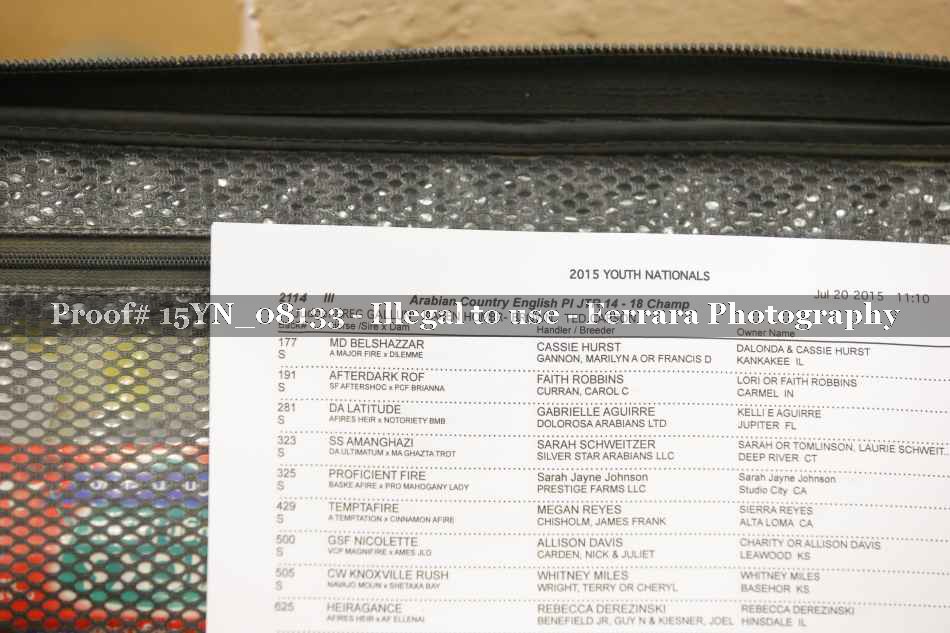 2015 YOUTH NATIONALS
Jul 20 2015 11:10
2114 III Arabian Country English Pl JTR 14 - 18 Champ
Proof# 15YN_08133 - Illegal to use - Ferrara Photography
Back# Horse /Sire x Dam Handler / Breeder Owner Name
177 MD BELSHAZZAR CASSIE HURST DALONDA & CASSIE HURST
S A MAJOR FIRE x DILEMME GANNON, MARILYN A OR FRANCIS D KANKAKEE IL
191 AFTERDARK ROF FAITH ROBBINS LORI OR FAITH ROBBINS
S SF AFTERSHOC x PCF BRIANNA CURRAN, CAROL C CARMEL IN
281 DA LATITUDE GABRIELLE AGUIRRE KELLI E AGUIRRE
S AFIRES HEIR x NOTORIETY BMB DOLOROSA ARABIANS LTD JUPITER FL
323 SS AMANGHAZI SARAH SCHWEITZER SARAH OR TOMLINSON, LAURIE SCHWEIT...
S DA ULTIMATUM x MA GHAZTA TROT SILVER STAR ARABIANS LLC DEEP RIVER CT
325 PROFICIENT FIRE Sarah Jayne Johnson Sarah Jayne Johnson
S BASKE AFIRE x PRO MAHOGANY LADY PRESTIGE FARMS LLC Studio City CA
429 TEMPTAFIRE MEGAN REYES SIERRA REYES
S A TEMPTATION x CINNAMON AFIRE CHISHOLM, JAMES FRANK ALTA LOMA CA
500 GSF NICOLETTE ALLISON DAVIS CHARITY OR ALLISON DAVIS
S VCP MAGNIFIRE x AMES JLO CARDEN, NICK & JULIET LEAWOOD KS
505 CW KNOXVILLE RUSH WHITNEY MILES WHITNEY MILES
S NAVAJO MOUN x SHETAKA BAY WRIGHT, TERRY OR CHERYL BASEHOR KS
625 HEIRAGANCE REBECCA DEREZINSKI REBECCA DEREZINSKI
AFIRES HEIR x AF ELLENAI BENEFIELD JR, GUY N & KIESNER, JOEL HINSDALE IL